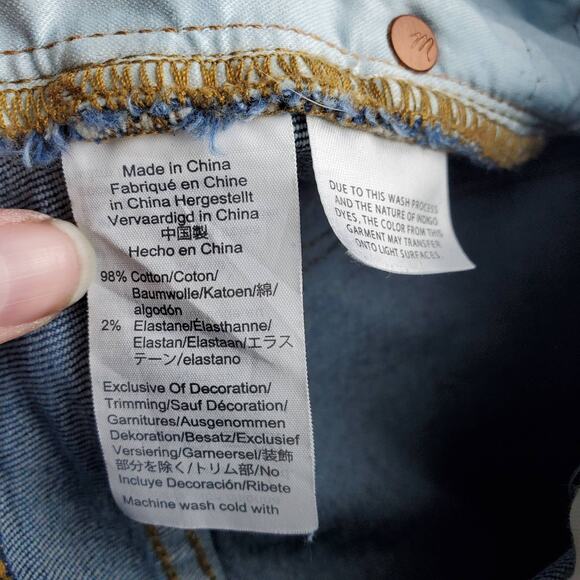 Made in China
Fabriqué en Chine
in China Hergestellt
Vervaardigd in China
中国製
Hecho en China
98% Cotton/Coton/
Baumwolle/Katoen/綿/
algodón
2% Elastane/Élasthanne/
Elastan/Elastaan/エラス
テーン/elastano
Exclusive Of Decoration/
Trimming/Sauf Décoration/
Garnitures/Ausgenommen
Dekoration/Besatz/Exclusief
Versiering/Garneersel/装飾
部分を除く/トリム部/No
Incluye Decoración/Ribete
Machine wash cold with
DUE TO THIS WASH PROCESS
AND THE NATURE OF INDIGO
DYES, THE COLOR FROM THIS
GARMENT MAY TRANSFER
ONTO LIGHT SURFACES.